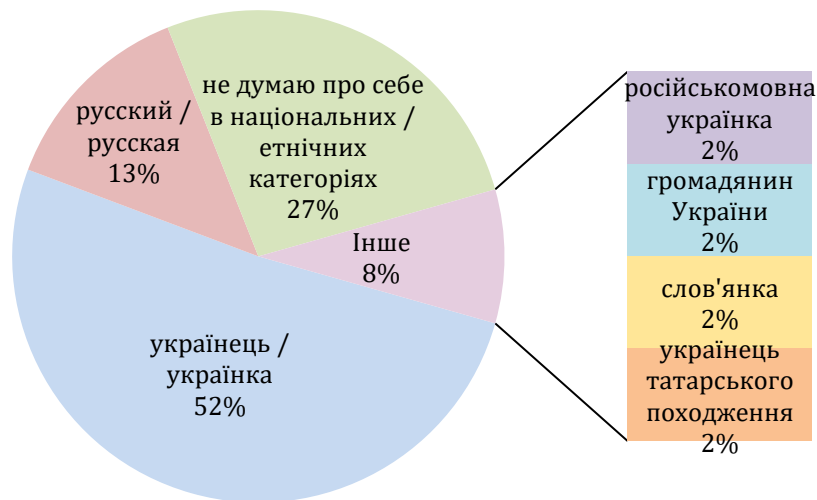 не думаю про себе
в національних /
етнічних
категоріях
27%
русский /
русская
13%
Інше
8%
українець /
українка
52%
російськомовна
українка
2%
громадянин
України
2%
слов'янка
2%
українець
татарського
походження
2%